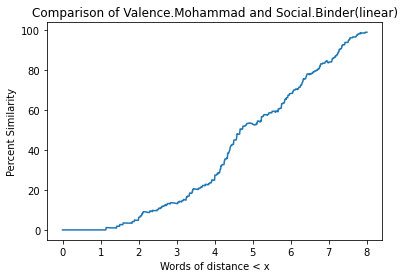 Comparison of Valence.Mohammad and Social.Binder(linear)
100
80
60
40
20
0
Percent Similarity
0 1 2 3 4 5 6 7 8
Words of distance < x